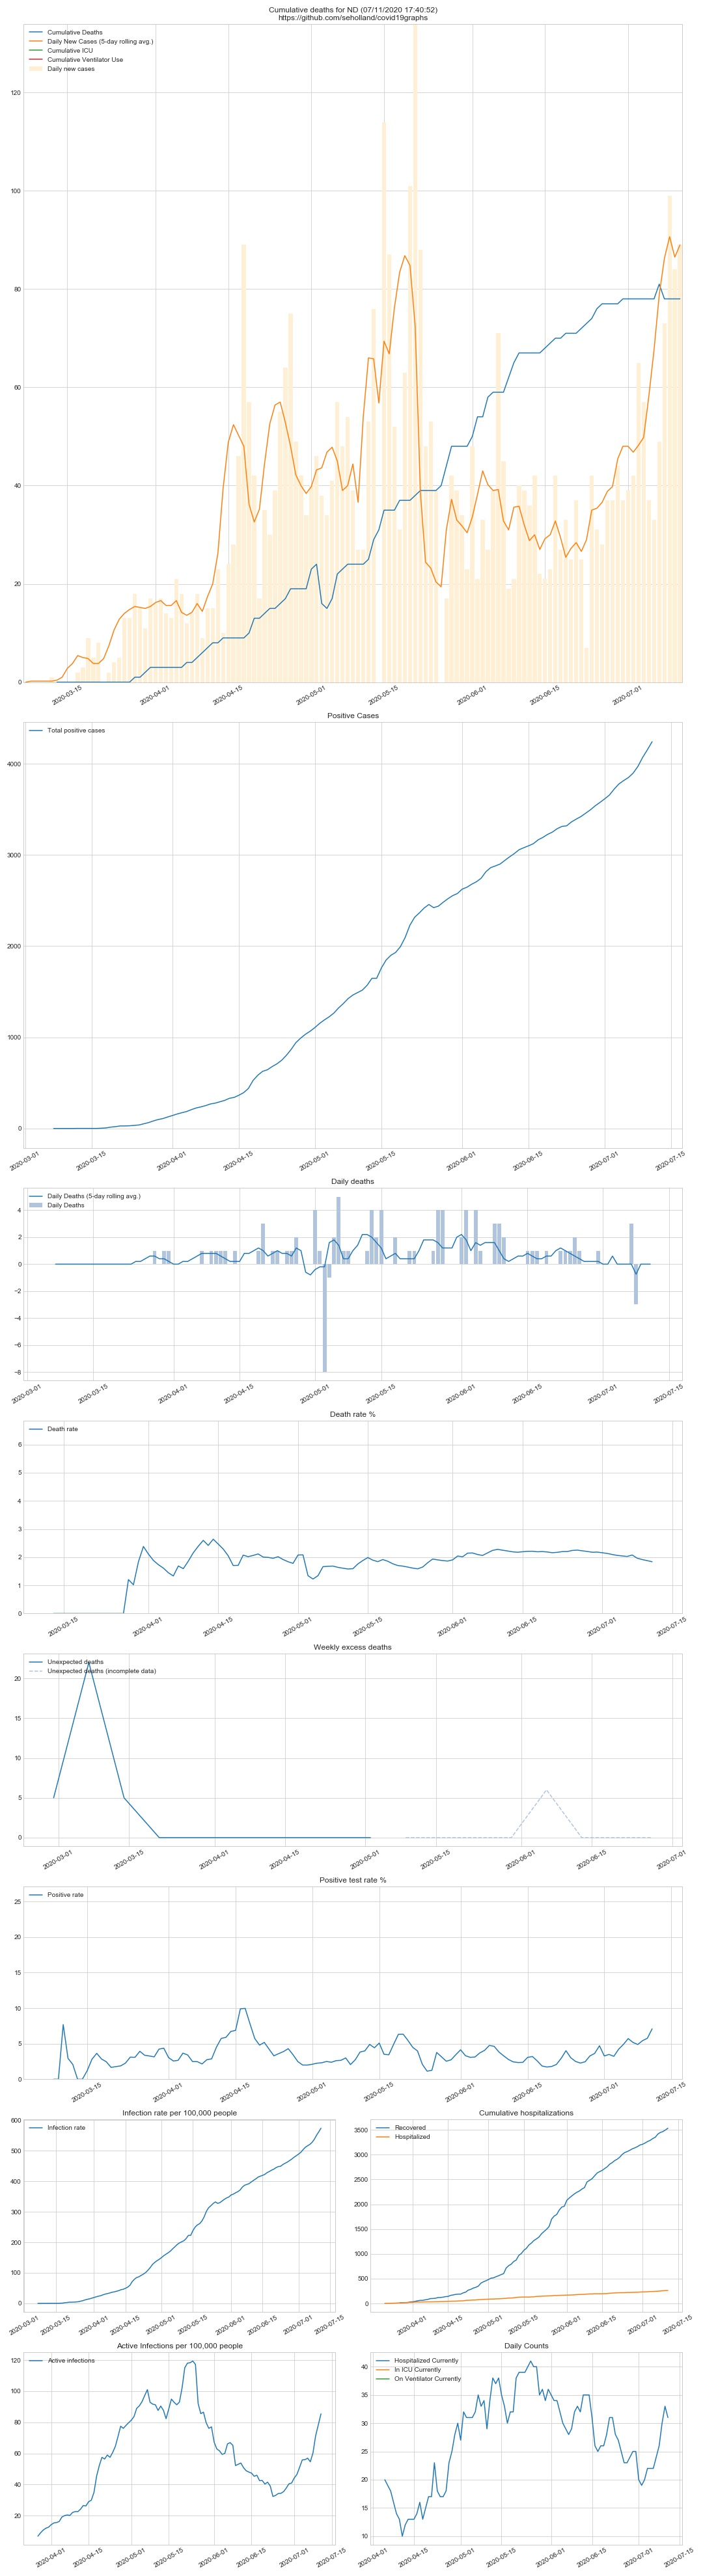 Cumulative deaths for ND (07/11/2020 17:40:52)
https://github.com/seholland/covid19graphs
Cumulative Deaths
Daily New Cases (5-day rolling avg.)
Cumulative ICU
Cumulative Ventilator Use
Daily new cases
120
100
80
60
40
20
0
2020-03-15 2020-04-01 2020-04-15 2020-05-01 2020-05-15 2020-06-01 2020-06-15 2020-07-01
Positive Cases
Total positive cases
4000
3000
2000
1000
0
2020-03-01 2020-03-15 2020-04-01 2020-04-15 2020-05-01 2020-05-15 2020-06-01 2020-06-15 2020-07-01 2020-07-15
Daily deaths
Daily Deaths (5-day rolling avg.)
Daily Deaths
4
2
0
−2
−4
−6
−8
2020-03-01 2020-03-15 2020-04-01 2020-04-15 2020-05-01 2020-05-15 2020-06-01 2020-06-15 2020-07-01 2020-07-15
Death rate %
Death rate
6
5
4
3
2
1
0
2020-03-15 2020-04-01 2020-04-15 2020-05-01 2020-05-15 2020-06-01 2020-06-15 2020-07-01 2020-07-15
Weekly excess deaths
Unexpected deaths
Unexpected deaths (incomplete data)
20
15
10
5
0
2020-03-01 2020-03-15 2020-04-01 2020-04-15 2020-05-01 2020-05-15 2020-06-01 2020-06-15 2020-07-01
Positive test rate %
Positive rate
25
20
15
10
5
0
2020-03-15 2020-04-01 2020-04-15 2020-05-01 2020-05-15 2020-06-01 2020-06-15 2020-07-01 2020-07-15
Infection rate per 100,000 people
Infection rate
600
500
400
300
200
100
0
2020-03-01 2020-03-15 2020-04-01 2020-04-15 2020-05-01 2020-05-15 2020-06-01 2020-06-15 2020-07-01 2020-07-15
Cumulative hospitalizations
Recovered
Hospitalized
3500
3000
2500
2000
1500
1000
500
0
2020-04-01 2020-04-15 2020-05-01 2020-05-15 2020-06-01 2020-06-15 2020-07-01 2020-07-15
Active Infections per 100,000 people
Active infections
120
100
80
60
40
20
2020-04-01 2020-04-15 2020-05-01 2020-05-15 2020-06-01 2020-06-15 2020-07-01 2020-07-15
Daily Counts
Hospitalized Currently
In ICU Currently
On Ventilator Currently
40
35
30
25
20
15
10
2020-04-01 2020-04-15 2020-05-01 2020-05-15 2020-06-01 2020-06-15 2020-07-01 2020-07-15